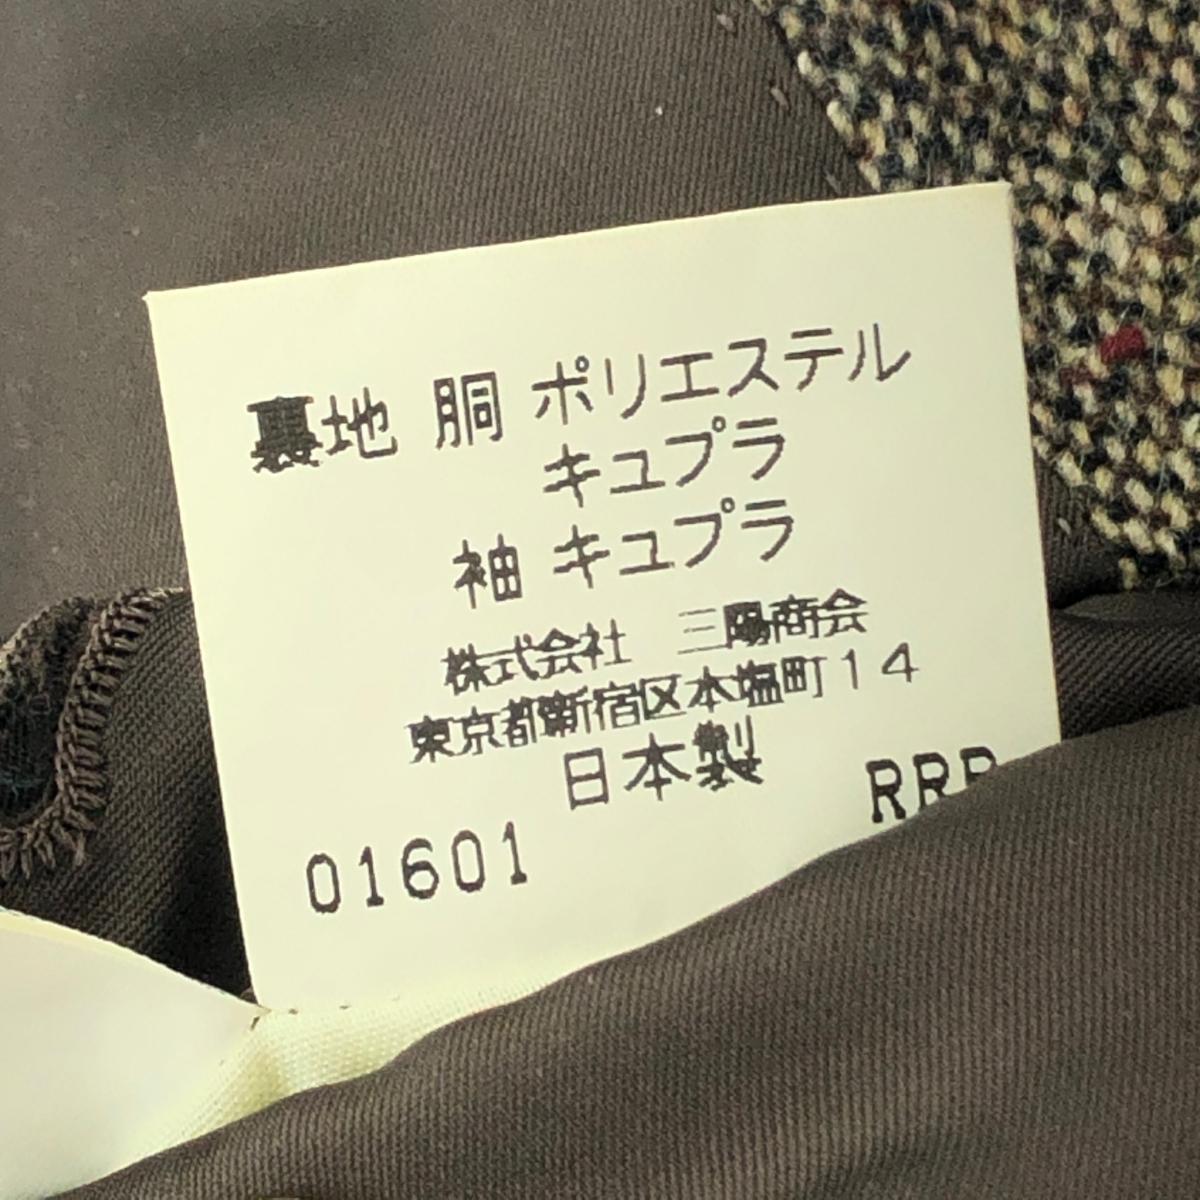 裏地 胴 ポリエステル
キュプラ
袖 キュプラ
株式会社 三陽商会
東京都新宿区本塩町14
日本製
01601 RRR